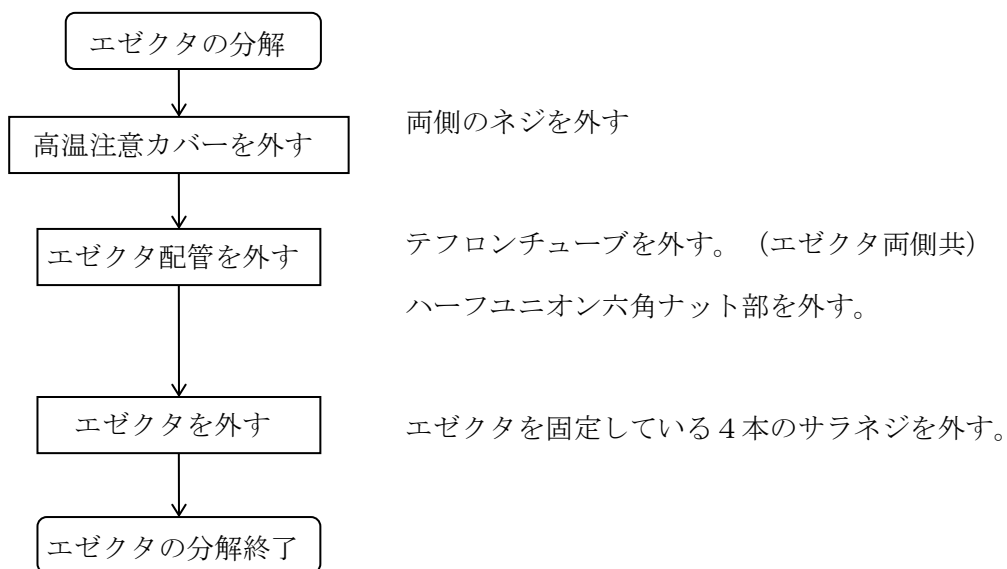 エゼクタの分解
高温注意カバーを外す
両側のネジを外す
エゼクタ配管を外す
テフロンチューブを外す。（エゼクタ両側共）
ハーフユニオン六角ナット部を外す。
エゼクタを外す
エゼクタを固定している４本のサラネジを外す。
エゼクタの分解終了